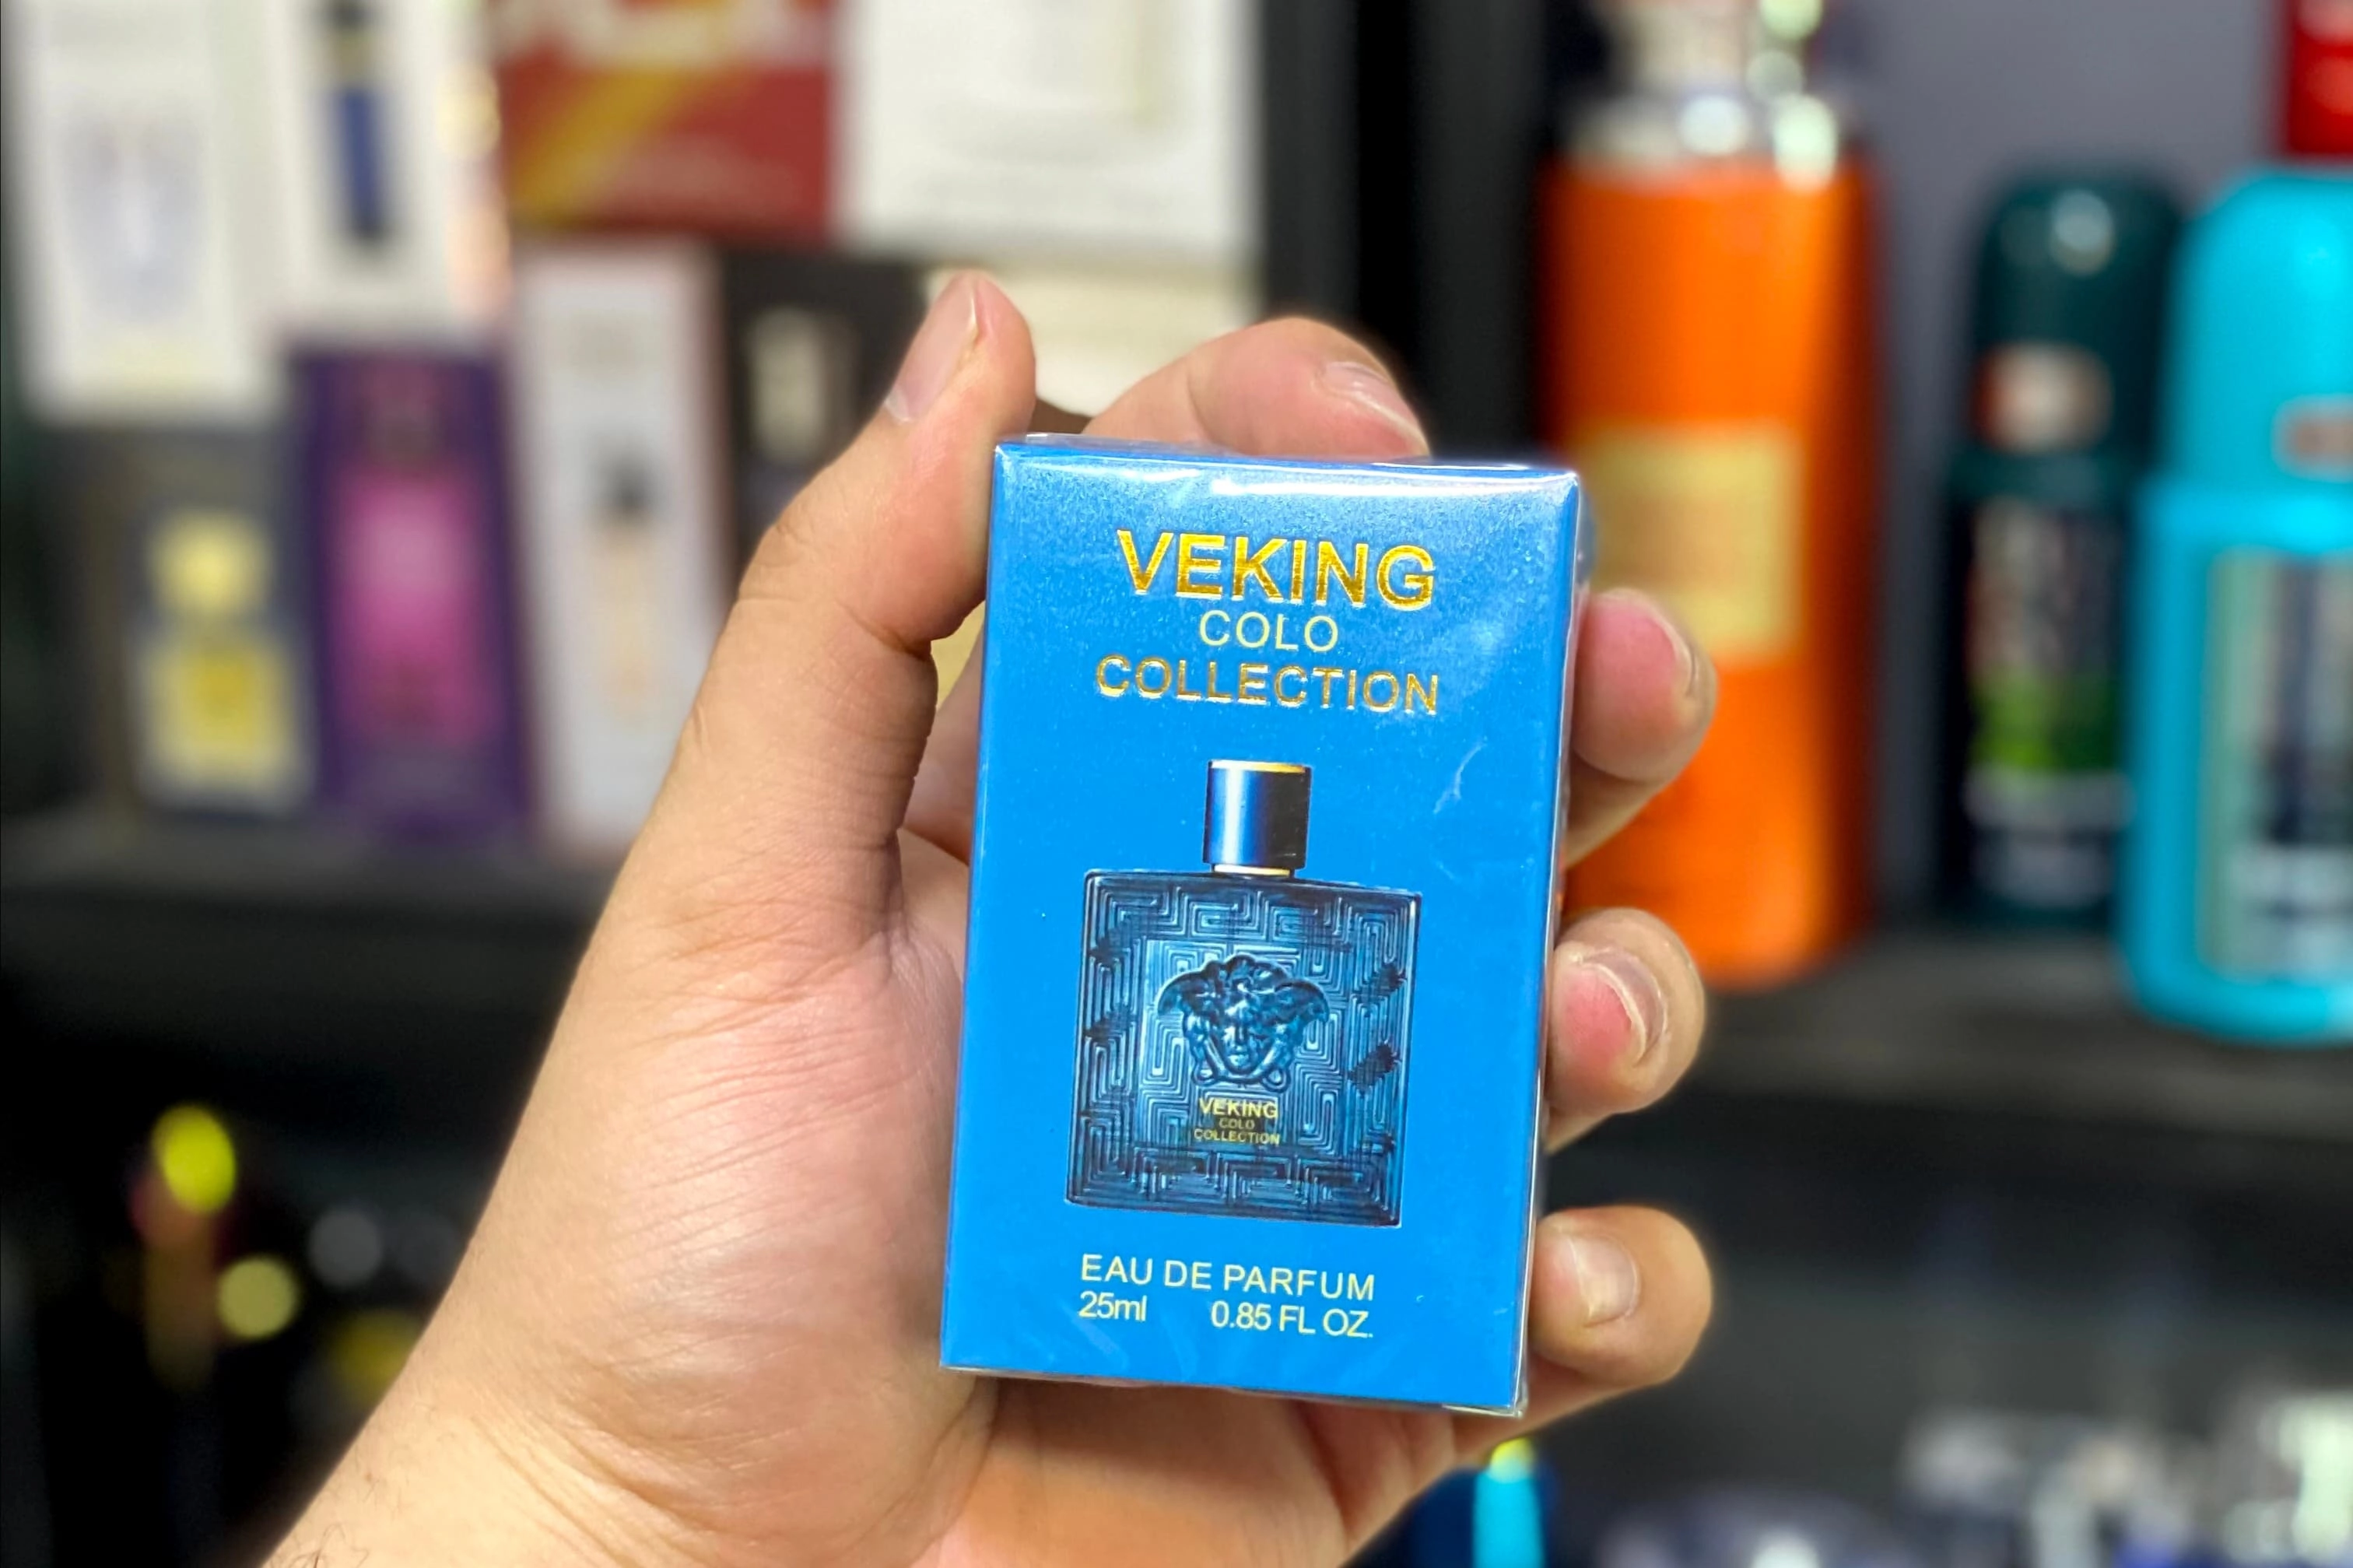 VEKING
COLO
COLLECTION
VEKING
COLO
COLLECTION
EAU DE PARFUM
25ml 0.85 FL OZ.